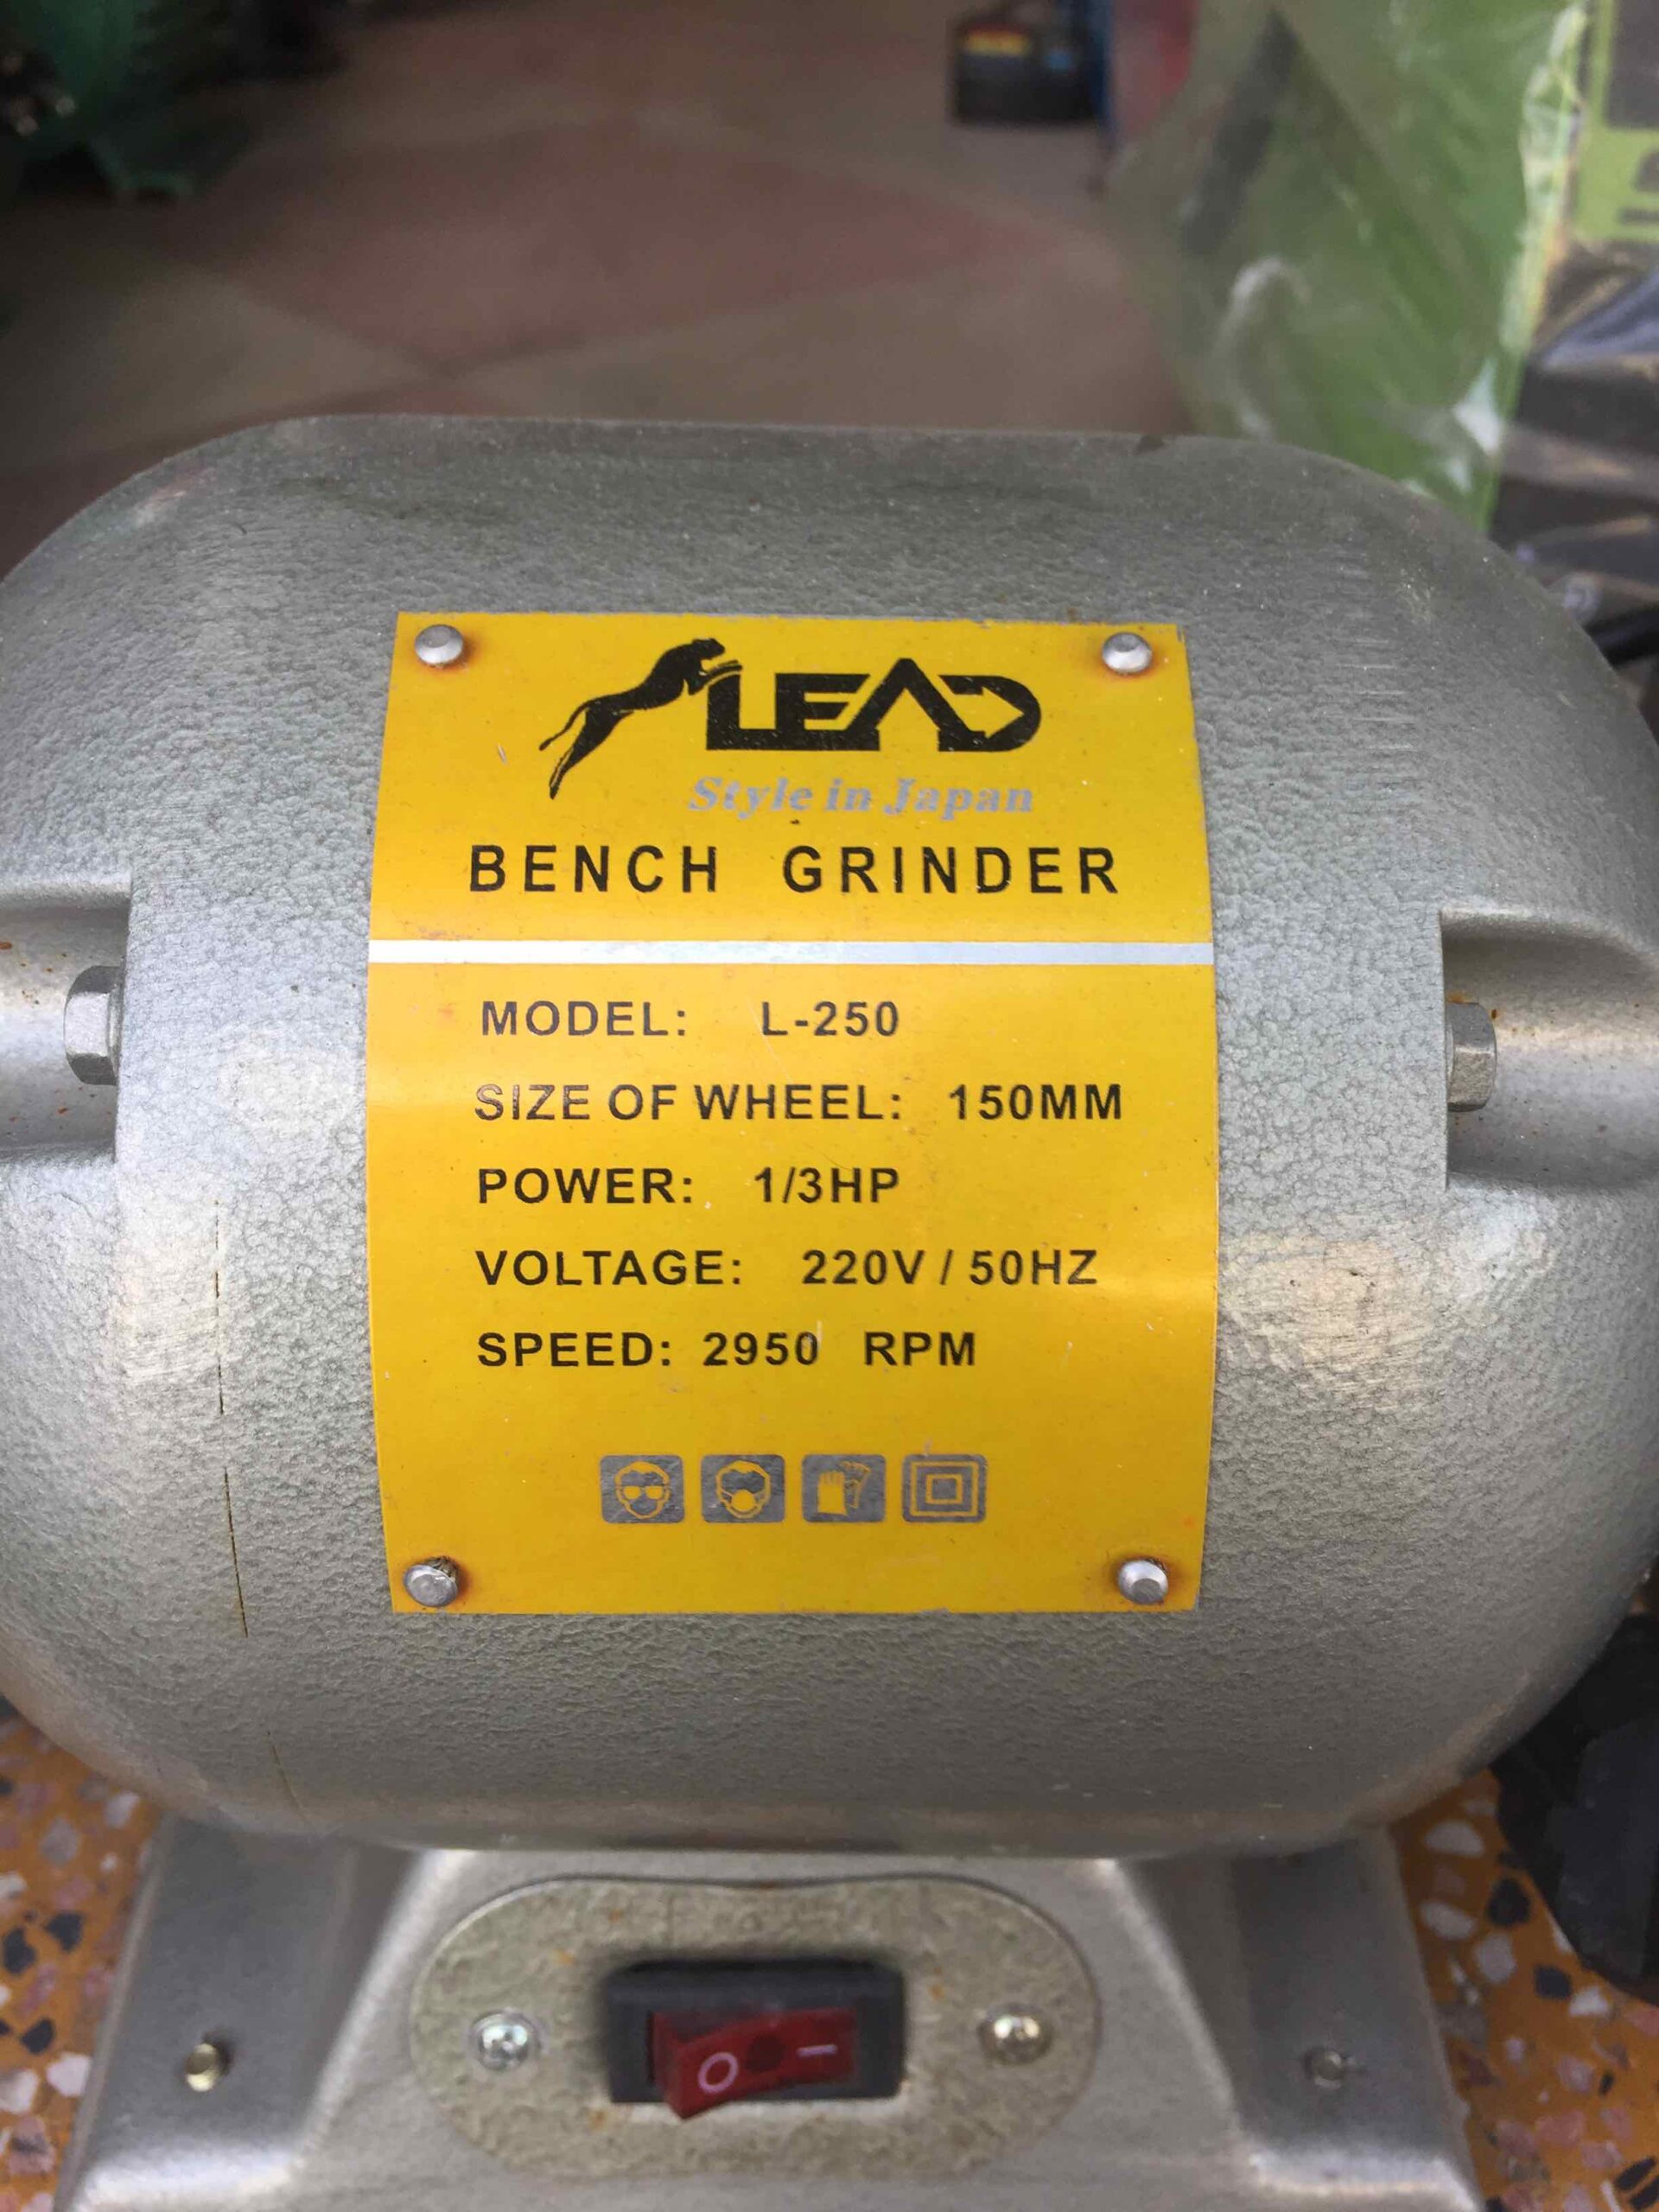 LEAD
Style in Japan
BENCH GRINDER
MODEL: L-250
SIZE OF WHEEL: 150MM
POWER: 1/3HP
VOLTAGE: 220V / 50HZ
SPEED: 2950 RPM
O –